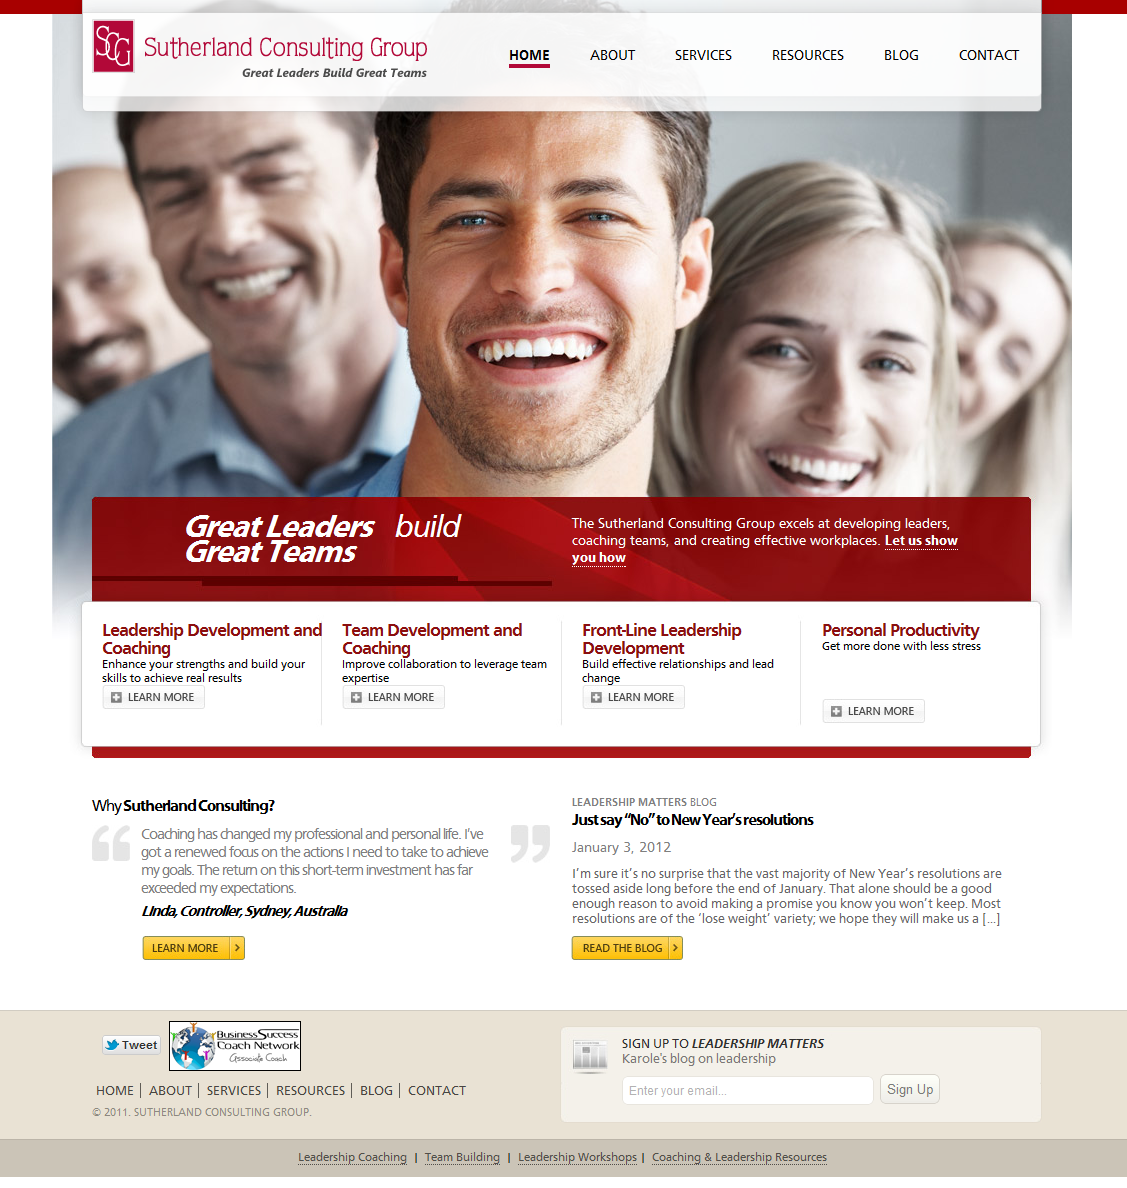 SCG
Sutherland Consulting Group
Great Leaders Build Great Teams
HOME ABOUT SERVICES RESOURCES BLOG CONTACT
Great Leaders build
Great Teams
The Sutherland Consulting Group excels at developing leaders,
coaching teams, and creating effective workplaces. Let us show
you how
Leadership Development and
Coaching
Enhance your strengths and build your
skills to achieve real results
LEARN MORE
Team Development and
Coaching
Improve collaboration to leverage team
expertise
LEARN MORE
Front-Line Leadership
Development
Build effective relationships and lead
change
LEARN MORE
Personal Productivity
Get more done with less stress
LEARN MORE
Why Sutherland Consulting?
“
Coaching has changed my professional and personal life. I’ve
got a renewed focus on the actions I need to take to achieve
my goals. The return on this short-term investment has far
exceeded my expectations.
”
Linda, Controller, Sydney, Australia
LEARN MORE
LEADERSHIP MATTERS BLOG
Just say “No” to New Year’s resolutions
January 3, 2012
I’m sure it’s no surprise that the vast majority of New Year’s resolutions are
tossed aside long before the end of January. That alone should be a good
enough reason to avoid making a promise you know you won’t keep. Most
resolutions are of the ‘lose weight’ variety; we hope they will make us a [...]
READ THE BLOG
Tweet
Business Success
Coach Network
Associate Coach
HOME | ABOUT | SERVICES | RESOURCES | BLOG | CONTACT
© 2011. SUTHERLAND CONSULTING GROUP.
SIGN UP TO LEADERSHIP MATTERS
Karole's blog on leadership
Enter your email...
Sign Up
Leadership Coaching | Team Building | Leadership Workshops | Coaching & Leadership Resources